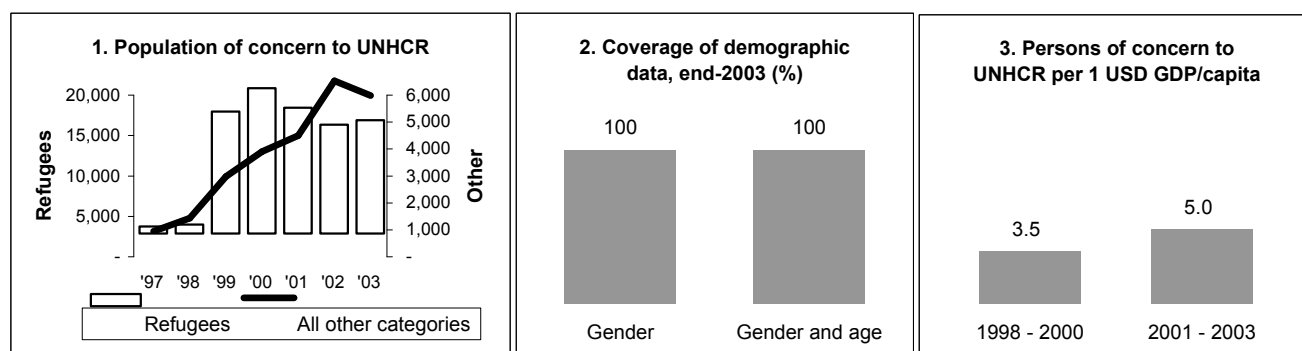 1. Population of concern to UNHCR
20,000
15,000
10,000
5,000
-
Refugees
6,000
5,000
4,000
3,000
2,000
1,000
-
Other
'97 '98 '99 '00 '01 '02 '03
Refugees All other categories
2. Coverage of demographic
data, end-2003 (%)
100 100
Gender Gender and age
3. Persons of concern to
UNHCR per 1 USD GDP/capita
3.5 5.0
1998 - 2000 2001 - 2003